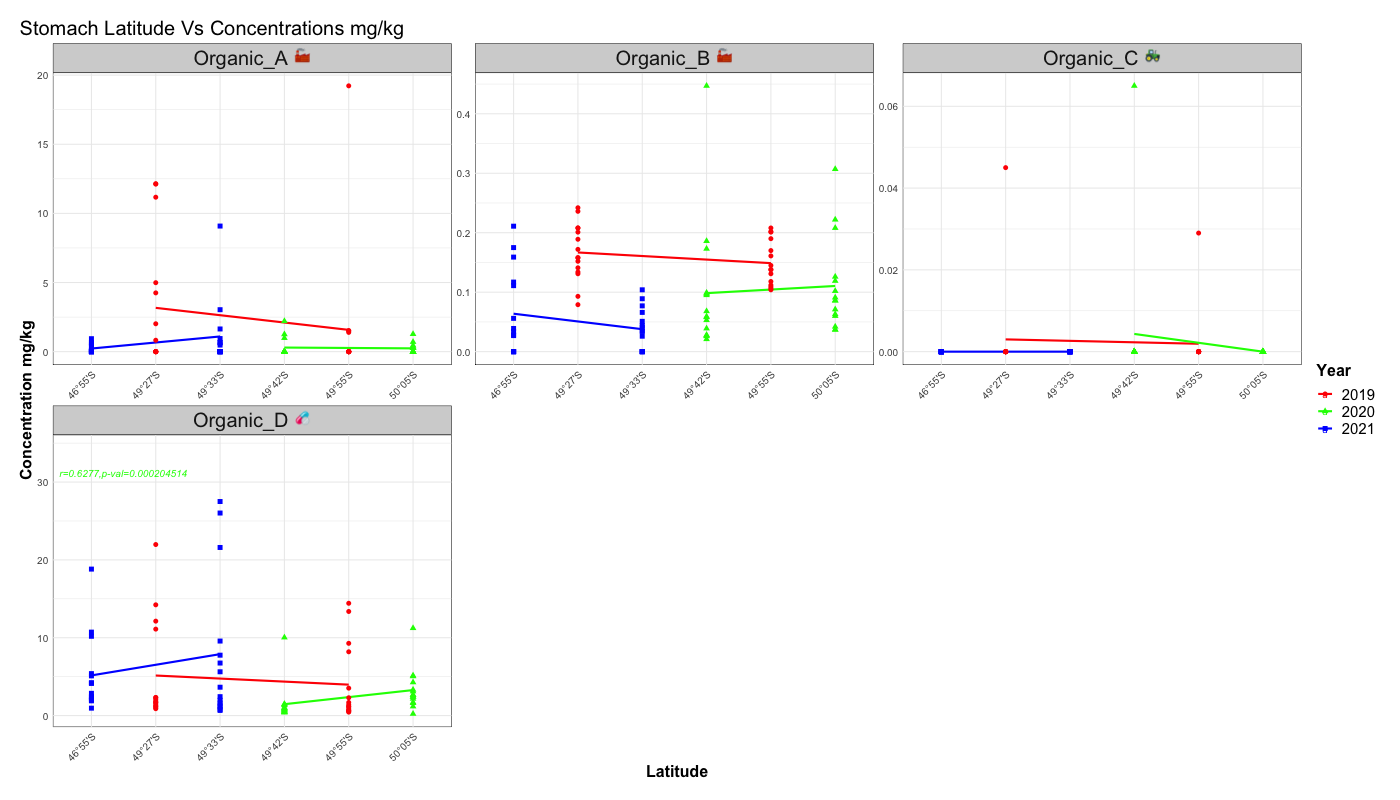 Stomach Latitude Vs Concentrations mg/kg
Organic_A
Organic_B
Organic_C
20
15
10
5
0
0.4
0.3
0.2
0.1
0.0
0.06
0.04
0.02
0.00
46°55'S 49°27'S 49°33'S 49°42'S 49°55'S 50°05'S
46°55'S 49°27'S 49°33'S 49°42'S 49°55'S 50°05'S
46°55'S 49°27'S 49°33'S 49°42'S 49°55'S 50°05'S
Concentration mg/kg
Organic_D
r=0.6277,p-val=0.000204514
30
20
10
0
46°55'S 49°27'S 49°33'S 49°42'S 49°55'S 50°05'S
Latitude
Year
2019
2020
2021